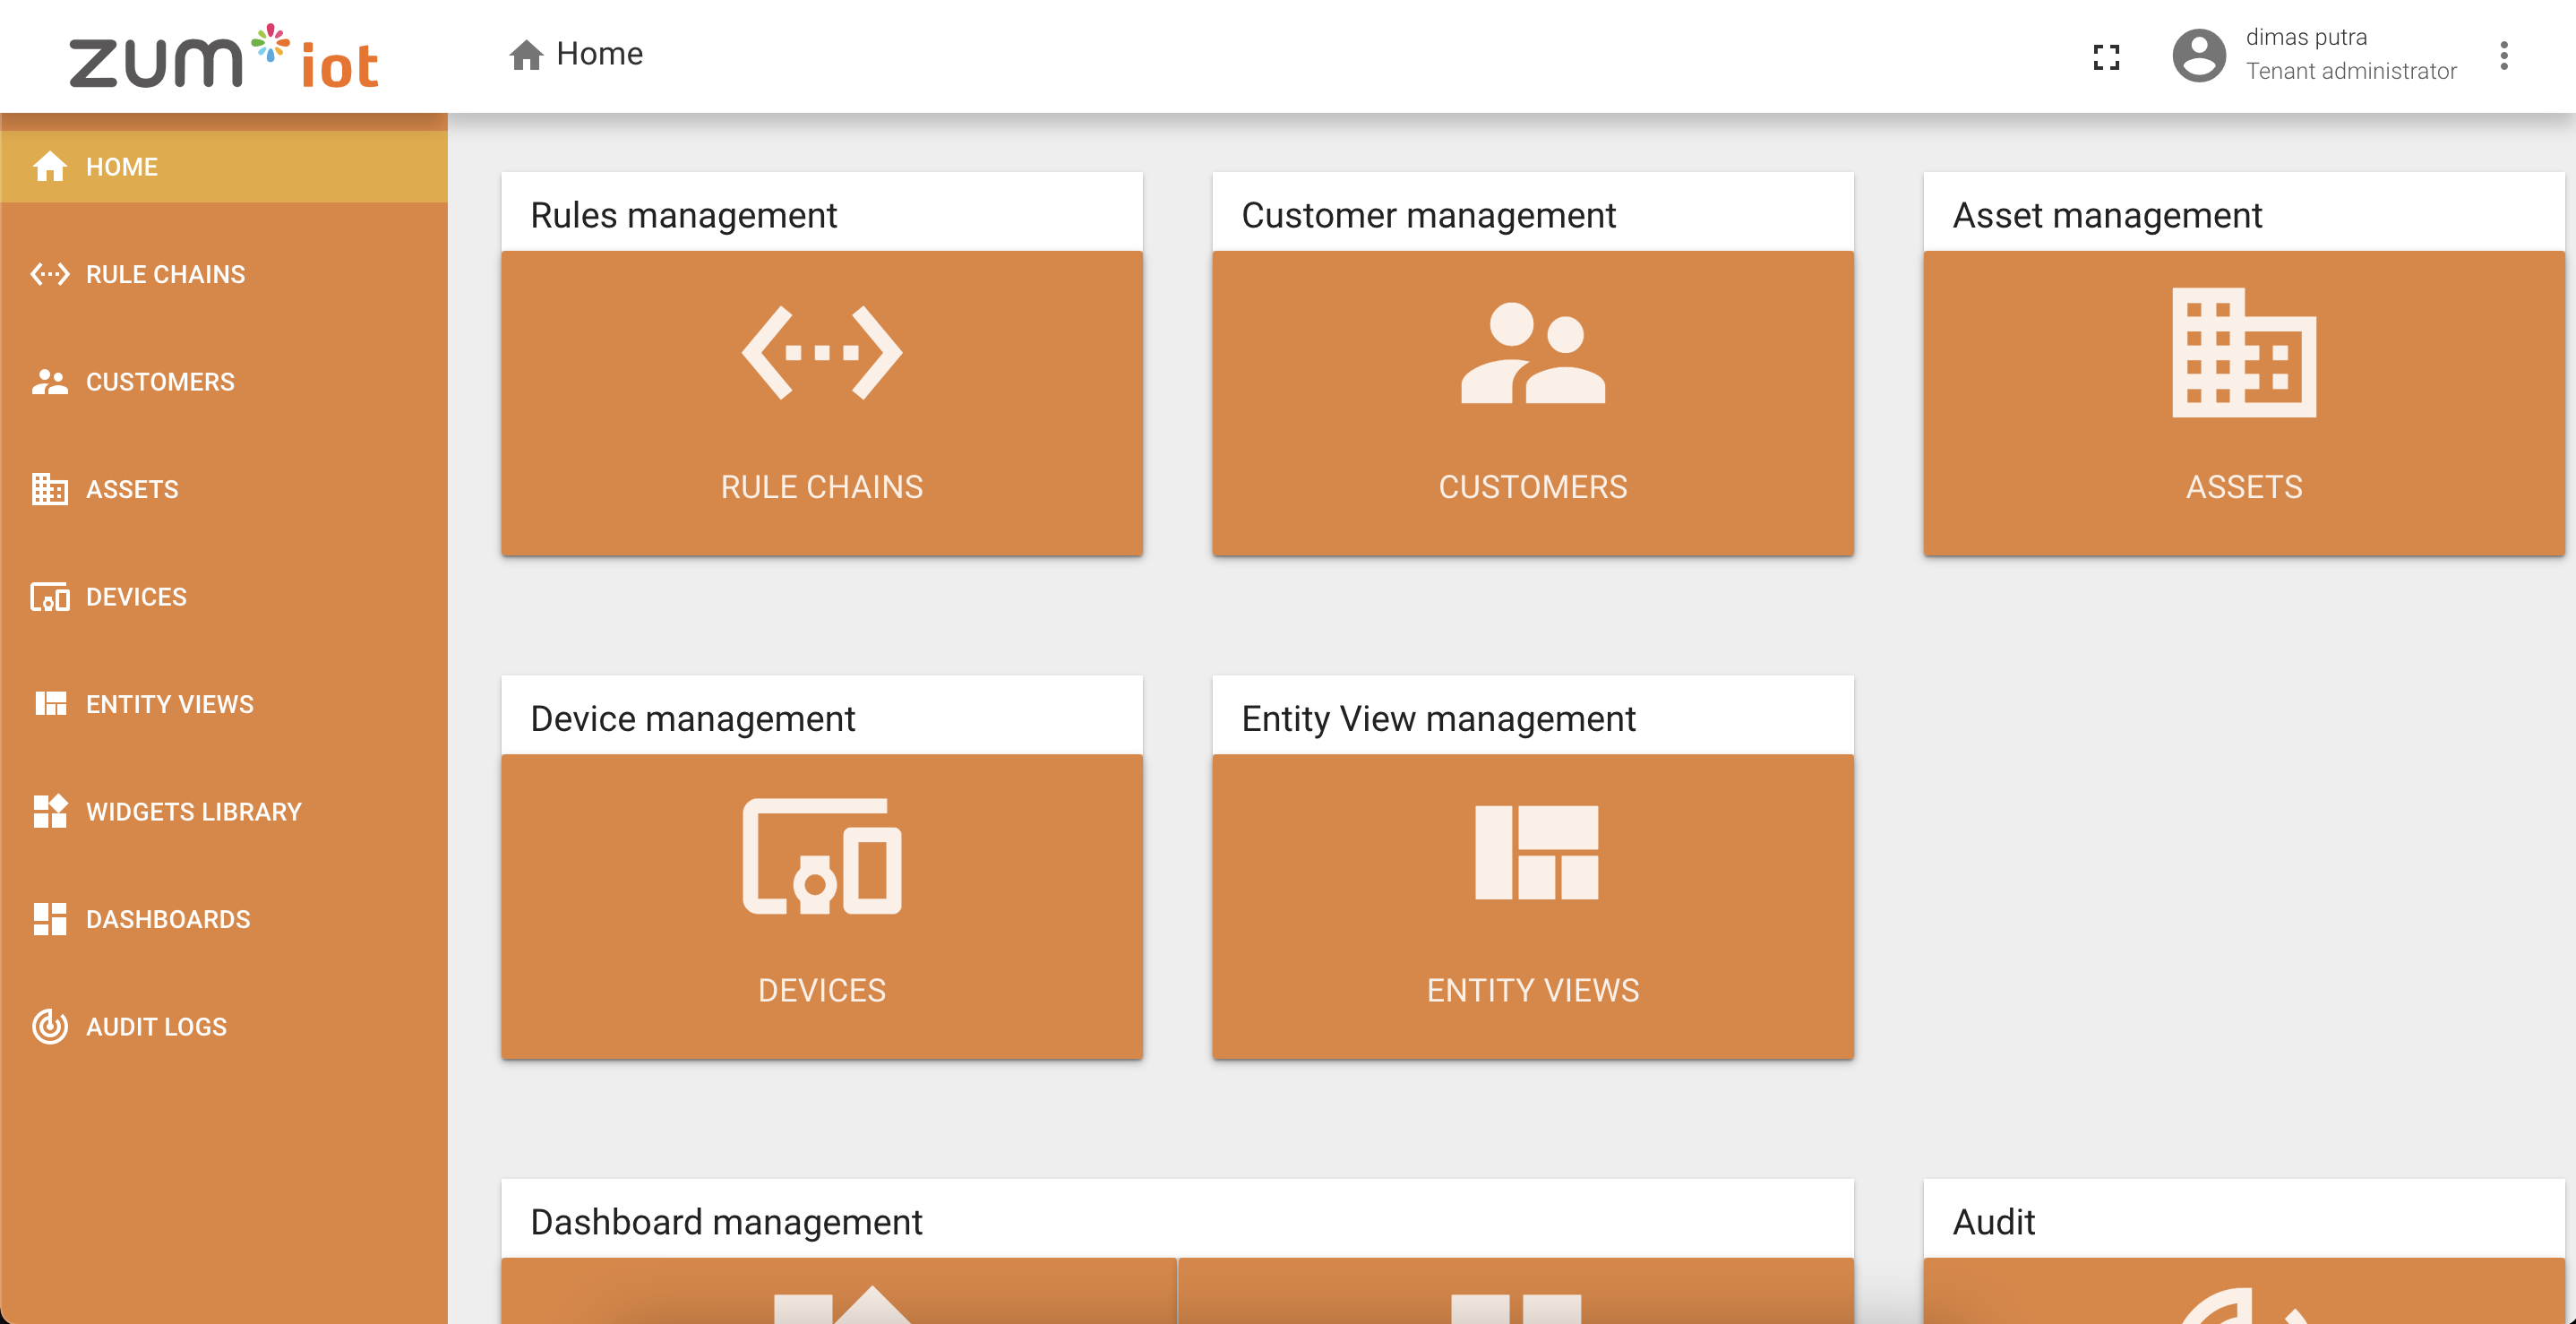 zum iot
Home
dimas putra
Tenant administrator
HOME
RULE CHAINS
CUSTOMERS
ASSETS
DEVICES
ENTITY VIEWS
WIDGETS LIBRARY
DASHBOARDS
AUDIT LOGS
Rules management
RULE CHAINS
Customer management
CUSTOMERS
Asset management
ASSETS
Device management
DEVICES
Entity View management
ENTITY VIEWS
Dashboard management
Audit